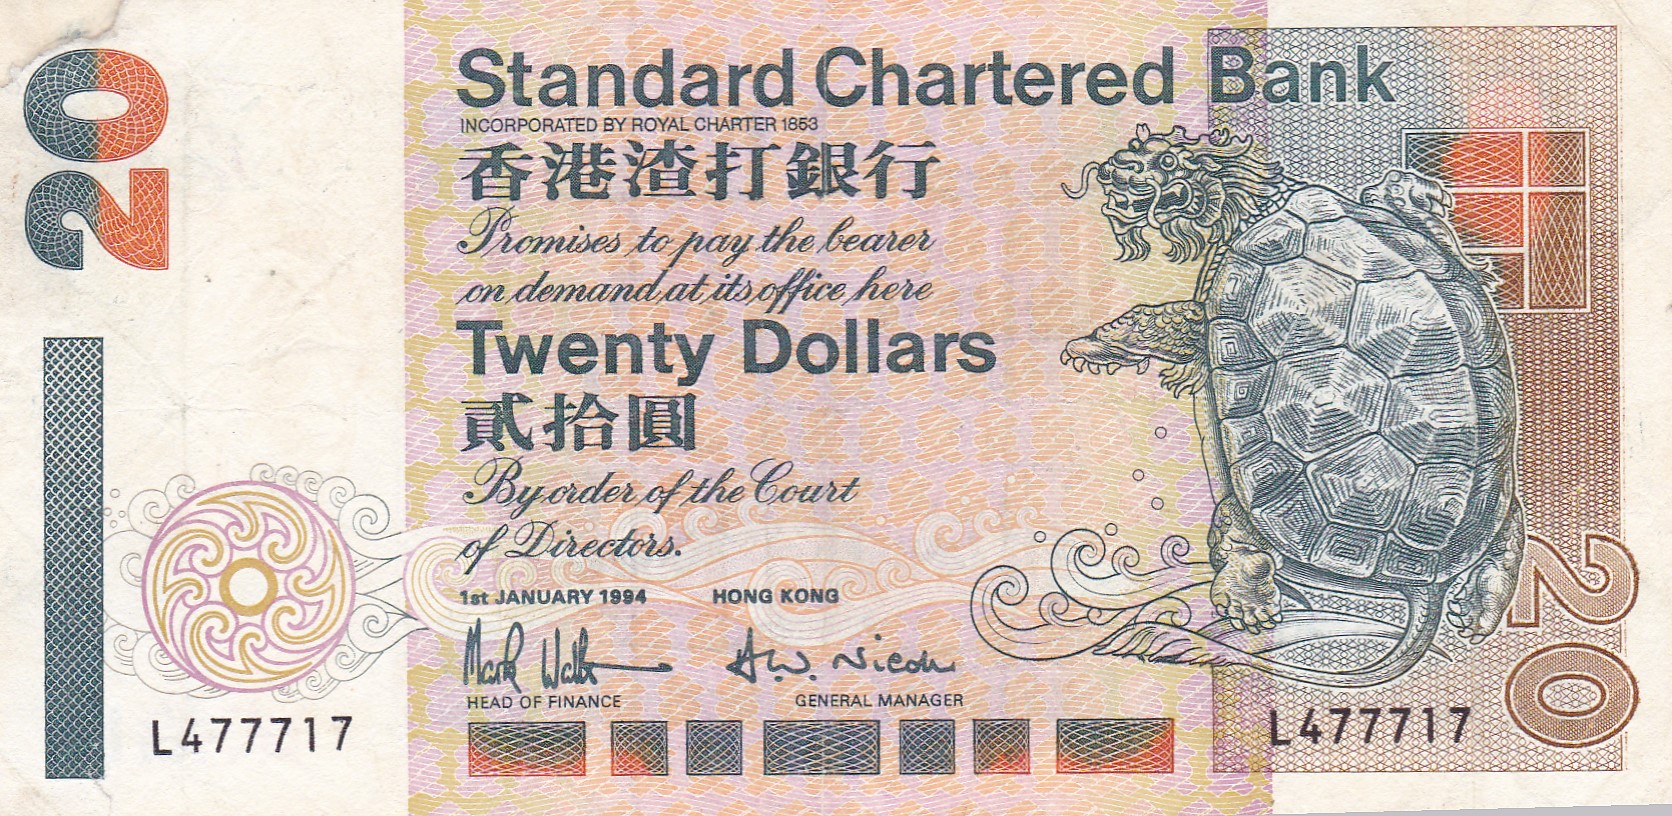 20
Standard Chartered Bank
INCORPORATED BY ROYAL CHARTER 1853
香港渣打銀行
Promises to pay the bearer
on demand at its office here
Twenty Dollars
貳拾圓
By order of the Court
of Directors.
1st JANUARY 1994 HONG KONG
Mark
HEAD OF FINANCE GENERAL MANAGER
L477717 L477717
20